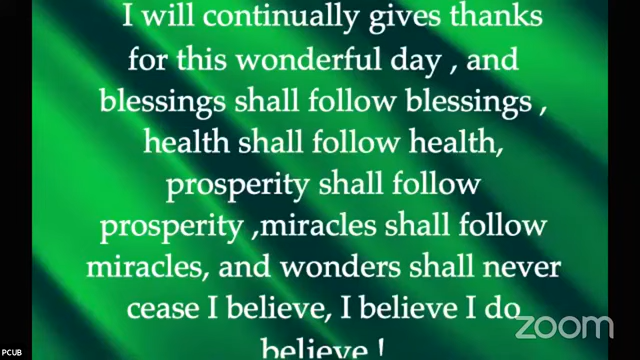 I will continually gives thanks
for this wonderful day , and
blessings shall follow blessings ,
health shall follow health,
prosperity shall follow
prosperity ,miracles shall follow
miracles, and wonders shall never
cease I believe, I believe I do
believe !
zoom
PCUB